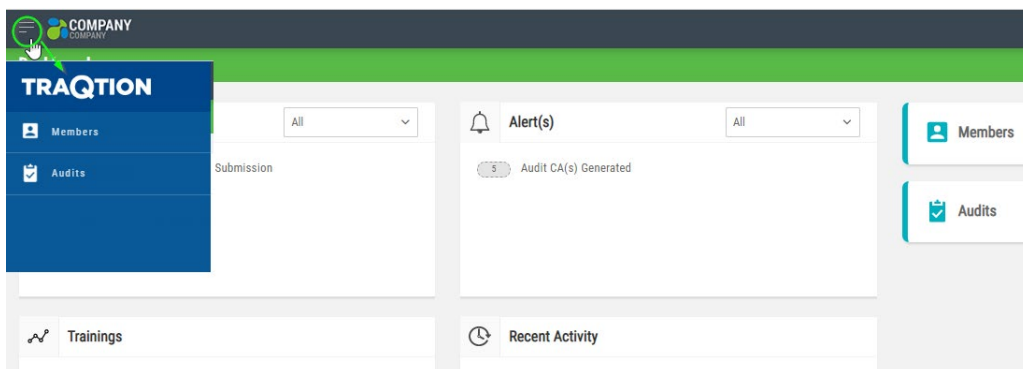 COMPANY
COMPANY
TRAQTION
Members
Audits
All
Submission
Alert(s)
All
5 Audit CA(s) Generated
Members
Audits
Trainings
Recent Activity